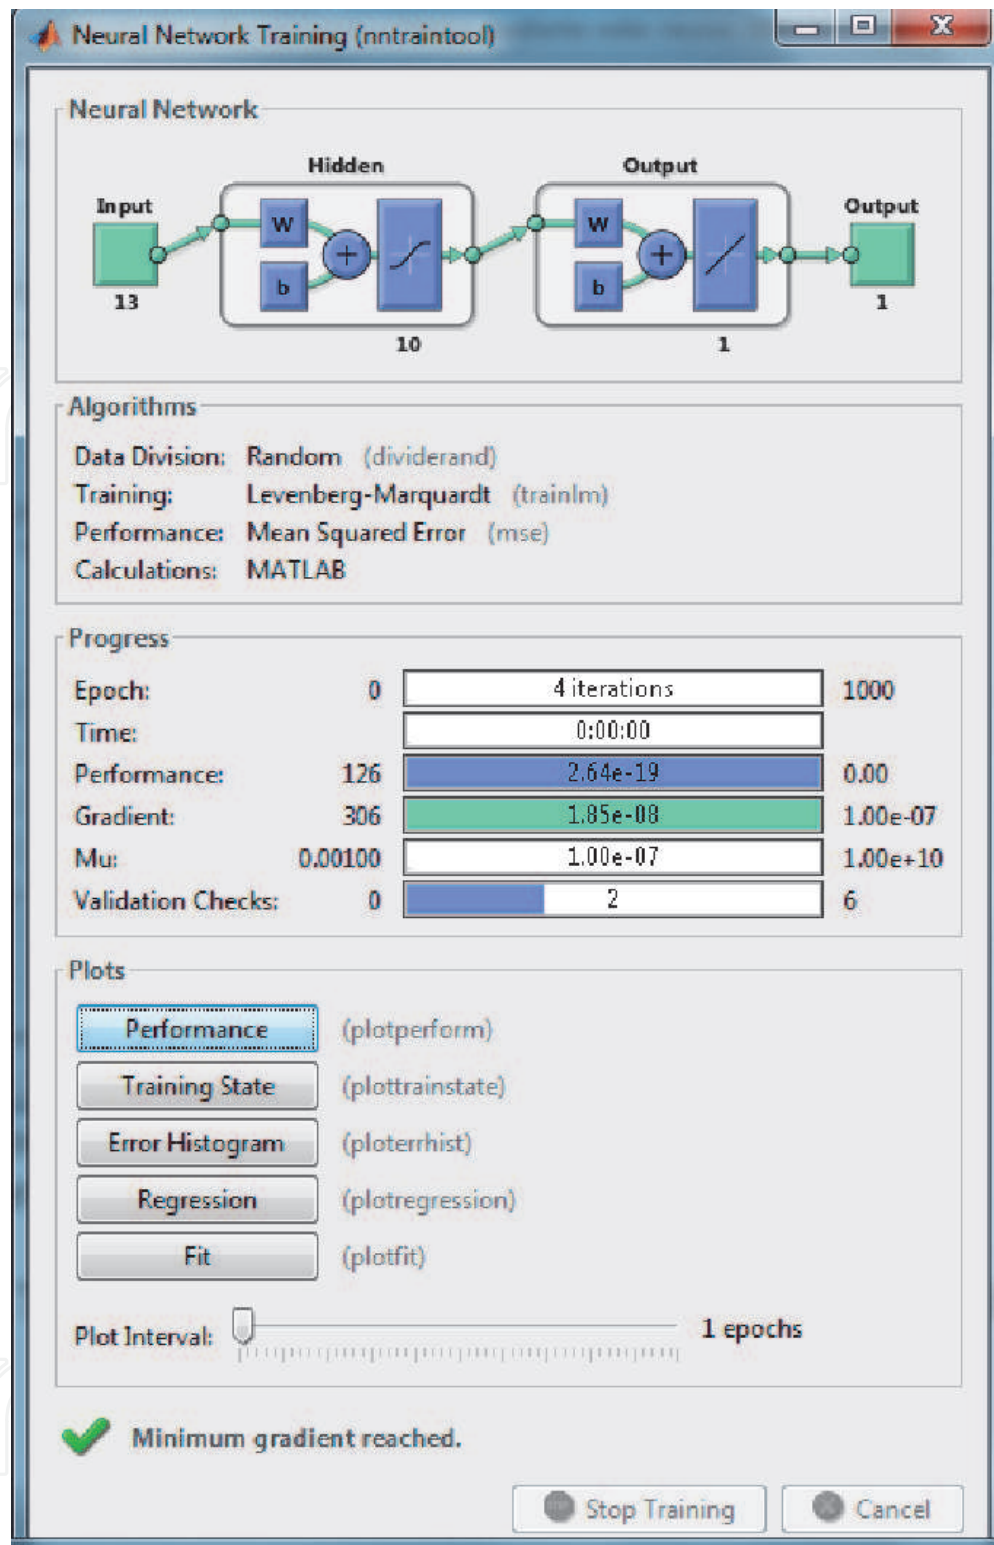 Neural Network Training (nntraintool)
Neural Network
Hidden
Output
Input
Output
W
W
b
b
13
10
1
1
Algorithms
Data Division: Random (dividerand)
Training: Levenberg-Marquardt (trainlm)
Performance: Mean Squared Error (mse)
Calculations: MATLAB
Progress
Epoch: 0 4 iterations 1000
Time: 0:00:00
Performance: 126 2.64e-19 0.00
Gradient: 306 1.85e-08 1.00e-07
Mu: 0.00100 1.00e-07 1.00e+10
Validation Checks: 0 2 6
Plots
Performance (plotperform)
Training State (plottrainstate)
Error Histogram (ploterrhist)
Regression (plotregression)
Fit (plotfit)
Plot Interval: 1 epochs
Minimum gradient reached.
Stop Training Cancel